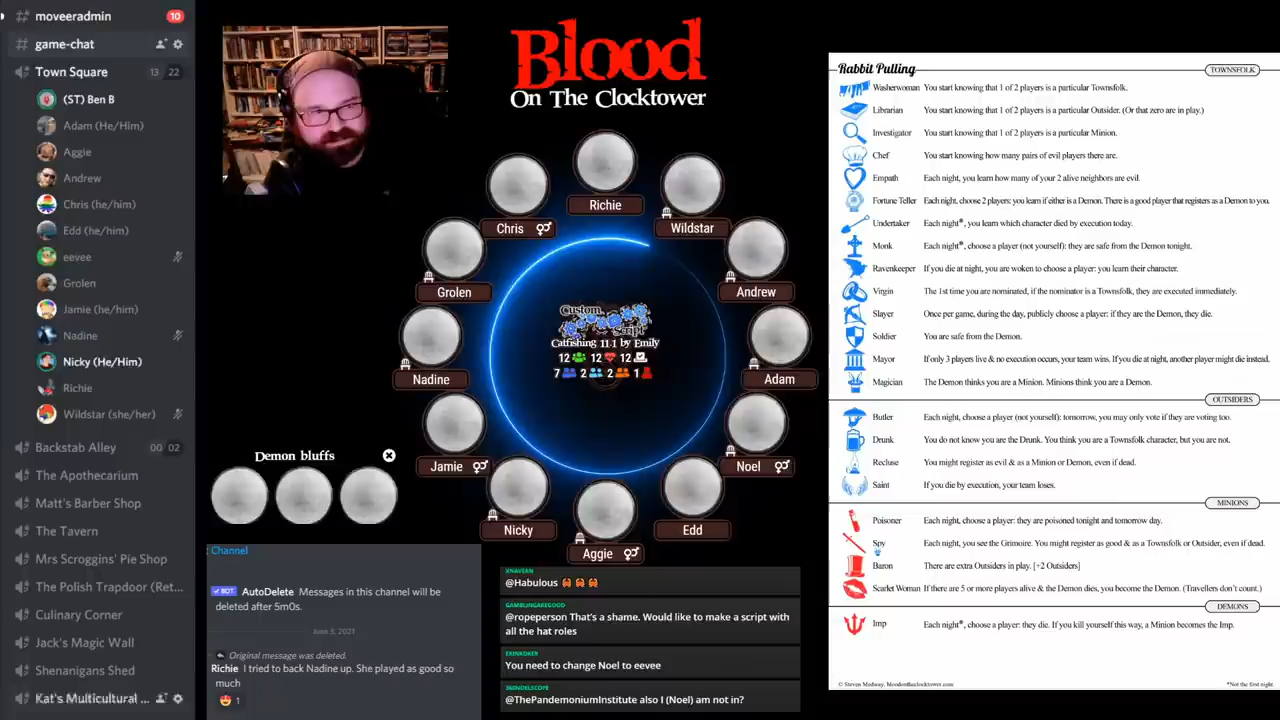 moveradmin
10
game-chat
Town Square
13 22
(ST) Ben B
(He/Him)
Aggie
Andrew
Chris (he/him)
Edd (he/him)
eevee
Grolen
Jamie (he/him)
Nadine
Nicky (He/Him)
Richie
Wildstar (she/her)
Backstab Alley
00 02
Matt's Murder Shop
The Tavern
Jack's Magical Shed
Shenanigans Shed
Blood
On The Clocktower
Richie
Chris
Wildstar
Grolen
Andrew
Nadine
Adam
Jamie
Noel
Nicky
Edd
Aggie
Custom
Script
Catfishing 11.1 by Emily
12 12 12
7 2 2 1
Demon bluffs
Channel
BOT AutoDelete Messages in this channel will be
deleted after 5m0s.
June 3, 2021
Original message was deleted.
Richie I tried to back Nadine up. She played as good so
much
1
@Habulous
GAMBLINGAREGOOD
@ropeperson That's a shame. Would like to make a script with
all the hat roles
You need to change Noel to eevee
@ThePandemoniumInstitute also I (Noel) am not in?
Rabbit Pulling
TOWNSFOLK
Washerwoman You start knowing that 1 of 2 players is a particular Townsfolk.
Librarian You start knowing that 1 of 2 players is a particular Outsider. (Or that zero are in play.)
Investigator You start knowing that 1 of 2 players is a particular Minion.
Chef You start knowing how many pairs of evil players there are.
Empath Each night, you learn how many of your 2 alive neighbors are evil.
Fortune Teller Each night, choose 2 players: you learn if either is a Demon. There is a good player that registers as a Demon to you.
Undertaker Each night*, you learn which character died by execution today.
Monk Each night*, choose a player (not yourself): they are safe from the Demon tonight.
Ravenkeeper If you die at night, you are woken to choose a player: you learn their character.
Virgin The 1st time you are nominated, if the nominator is a Townsfolk, they are executed immediately.
Slayer Once per game, during the day, publicly choose a player: if they are the Demon, they die.
Soldier You are safe from the Demon.
Mayor If only 3 players live & no execution occurs, your team wins. If you die at night, another player might die instead.
Magician The Demon thinks you are a Minion. Minions think you are a Demon.
OUTSIDERS
Butler Each night, choose a player (not yourself): tomorrow, you may only vote if they are voting too.
Drunk You do not know you are the Drunk. You think you are a Townsfolk character, but you are not.
Recluse You might register as evil & as a Minion or Demon, even if dead.
Saint If you die by execution, your team loses.
MINIONS
Poisoner Each night, choose a player: they are poisoned tonight and tomorrow day.
Spy Each night, you see the Grimoire. You might register as good & as a Townsfolk or Outsider, even if dead.
Baron There are extra Outsiders in play. [+2 Outsiders]
Scarlet Woman If there are 5 or more players alive & the Demon dies, you become the Demon. (Travellers don't count.)
DEMONS
Imp Each night*, choose a player: they die. If you kill yourself this way, a Minion becomes the Imp.
© Steven Medway, bloodontheclocktower.com
*Not the first night.